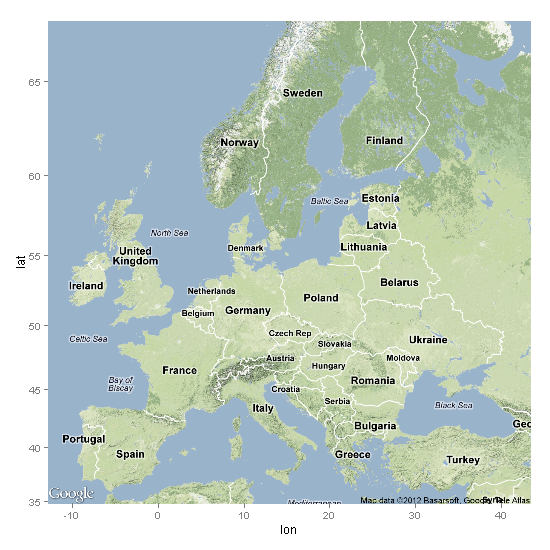 65
60
55
50
45
40
35
lat
-10
0
10
20
30
40
lon
Sweden
Norway
Finland
Baltic Sea
Estonia
North Sea
Latvia
Denmark
Lithuania
United
Kingdom
Ireland
Netherlands
Belarus
Poland
Belgium
Germany
Celtic Sea
Czech Rep
Ukraine
Slovakia
Austria
Moldova
France
Hungary
Bay of
Biscay
Croatia
Romania
Serbia
Italy
Black Sea
Portugal
Spain
Bulgaria
Geo
Greece
Turkey
Google
Mediterranean
Map data ©2012 Basarsoft, Google, Tele Atlas